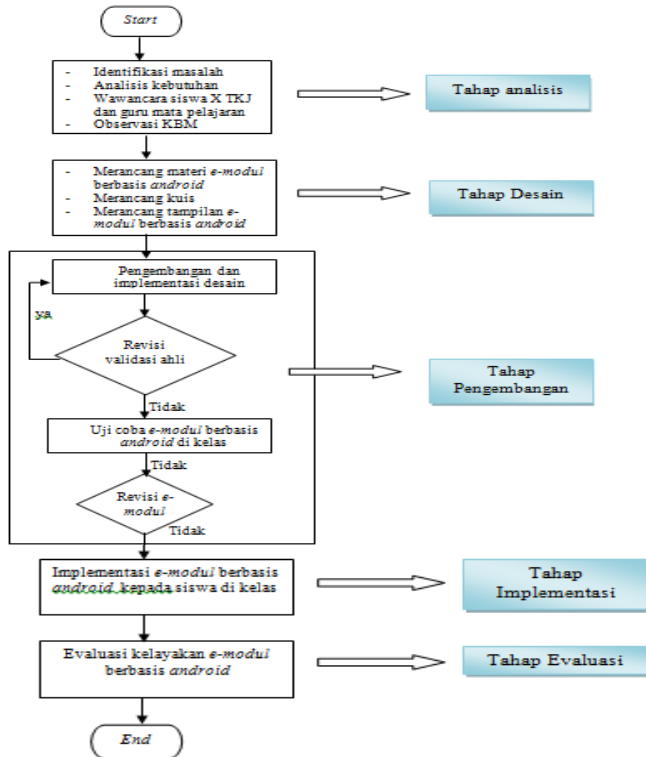 Start
- Identifikasi masalah
- Analisis kebutuhan
- Wawancara siswa X TKJ
dan guru mata pelajaran
- Observasi KBM
Tahap analisis
- Merancang materi e-modul
berbasis android
- Merancang kuis
- Merancang tampilan e-
modul berbasis android
Tahap Desain
Pengembangan dan
implementasi desain
ya
Revisi
validasi ahli
Tahap
Pengembangan
Tidak
Uji coba e-modul berbasis
android di kelas
Tidak
Revisi e-
modul
Tidak
Implementasi e-modul berbasis
android kepada siswa di kelas
Tahap
Implementasi
Evaluasi kelayakan e-modul
berbasis android
Tahap Evaluasi
End